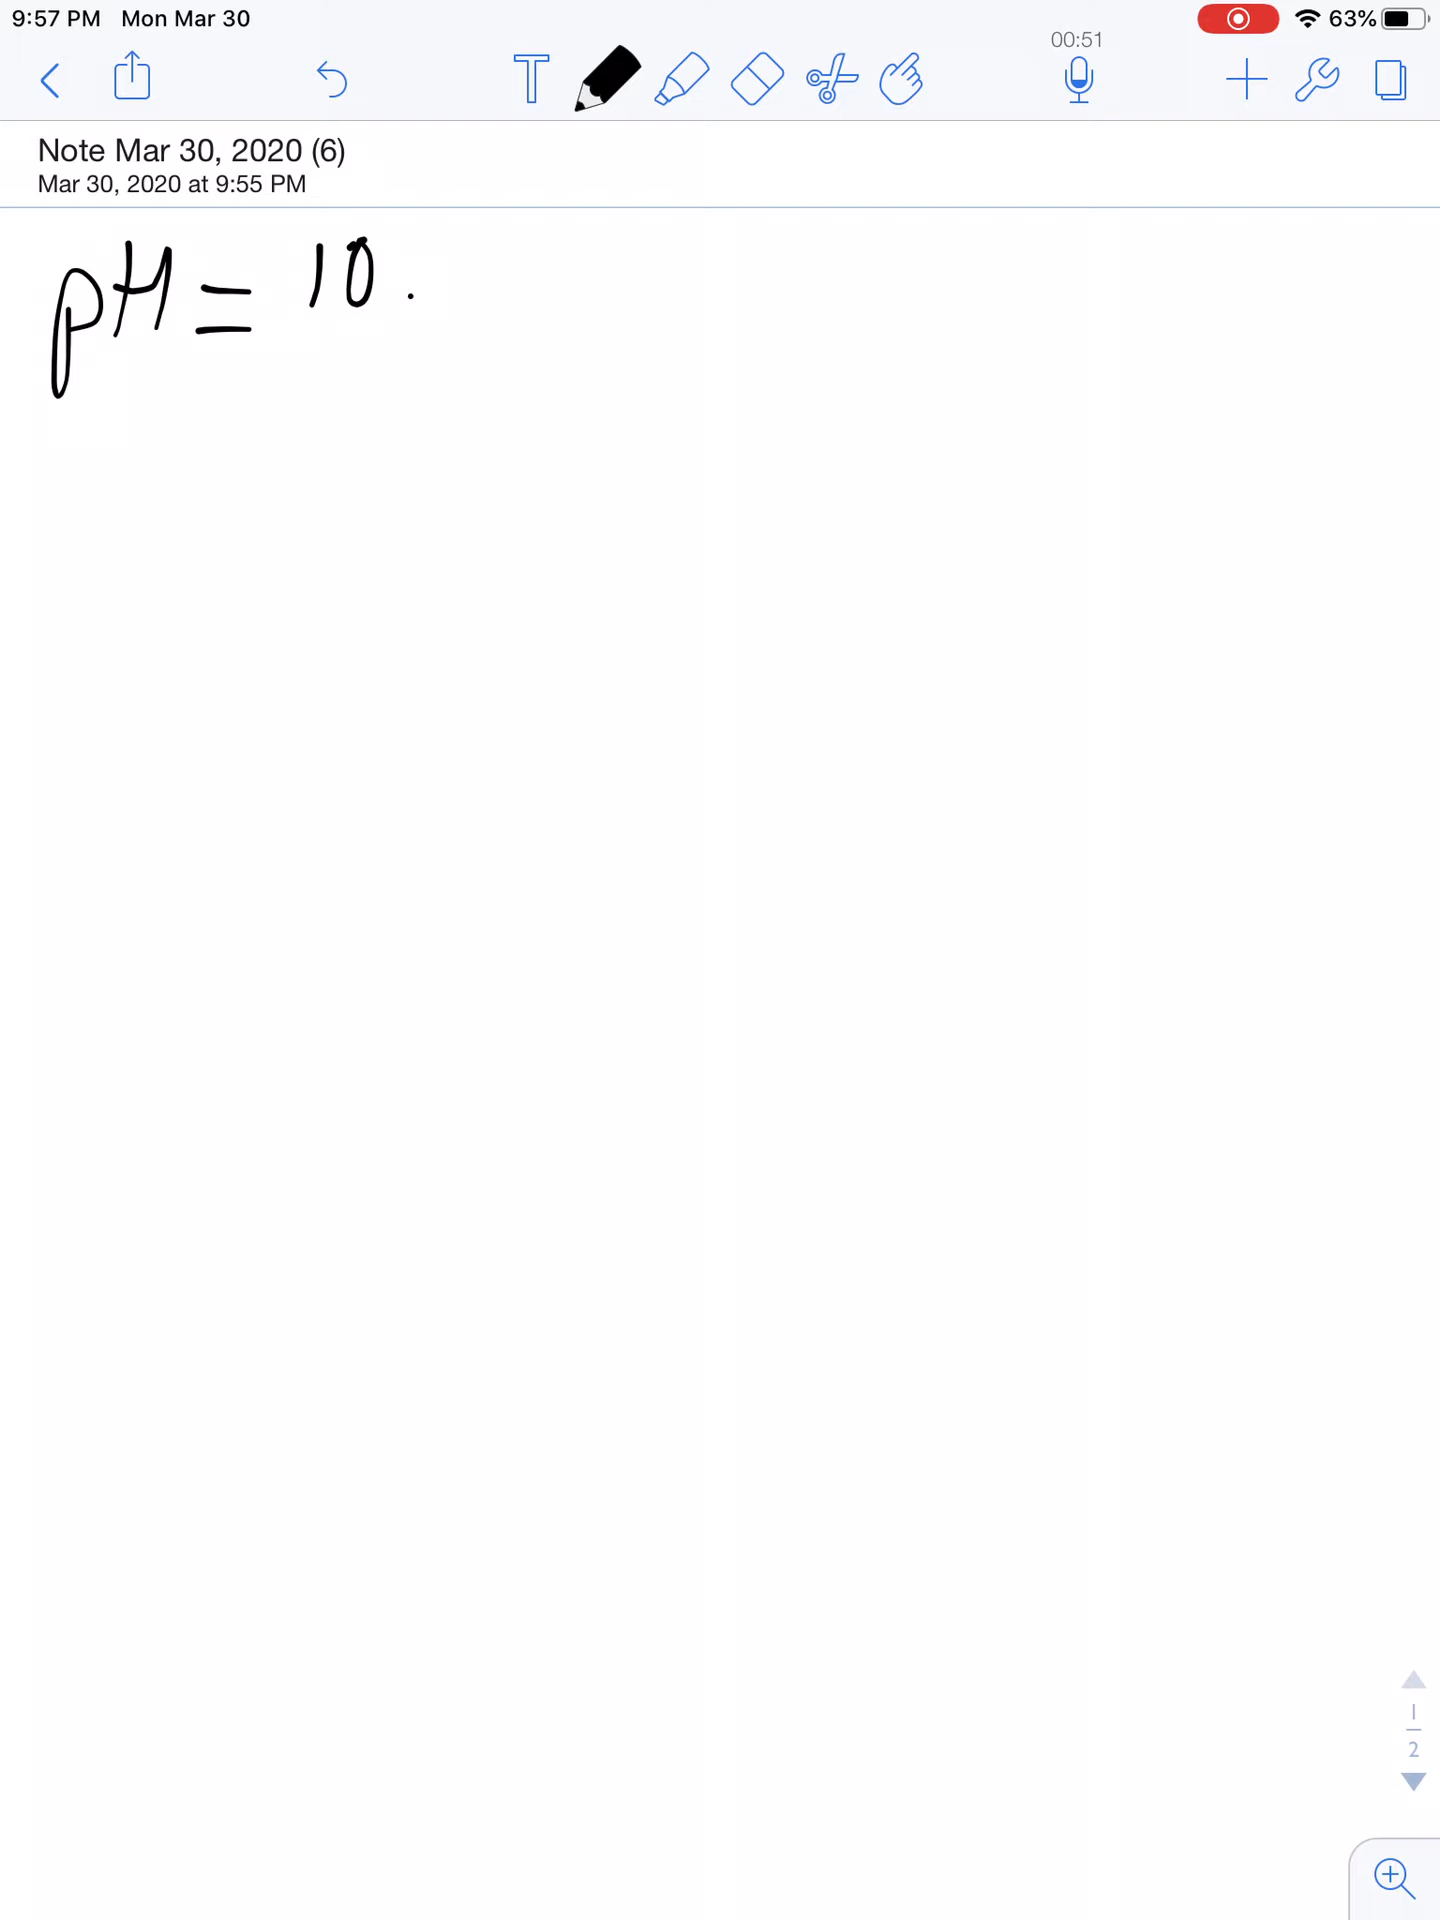 9:57 PM Mon Mar 30 63%
00:51
T
Note Mar 30, 2020 (6)
Mar 30, 2020 at 9:55 PM
pH = 10.
1
2